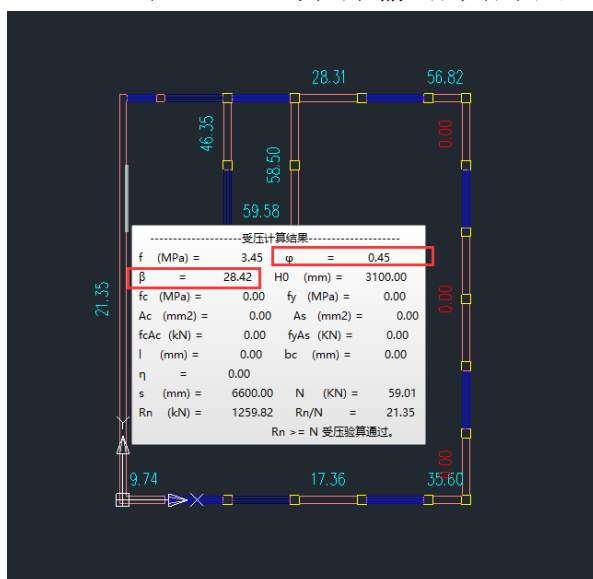 28.31 56.82
46.35
0.00
58.50
59.58
--------------------受压计算结果--------------------
f (MPa) = 3.45 φ = 0.45
β = 28.42 H0 (mm) = 3100.00
fc (MPa) = 0.00 fy (MPa) = 0.00
Ac (mm2) = 0.00 As (mm2) = 0.00
fcAc (kN) = 0.00 fyAs (KN) = 0.00
l (mm) = 0.00 bc (mm) = 0.00
η = 0.00
s (mm) = 6600.00 N (KN) = 59.01
Rn (kN) = 1259.82 Rn/N = 21.35
Rn >= N 受压验算通过。
21.35
0.00
Y
0.00
9.74 17.36 35.60
X